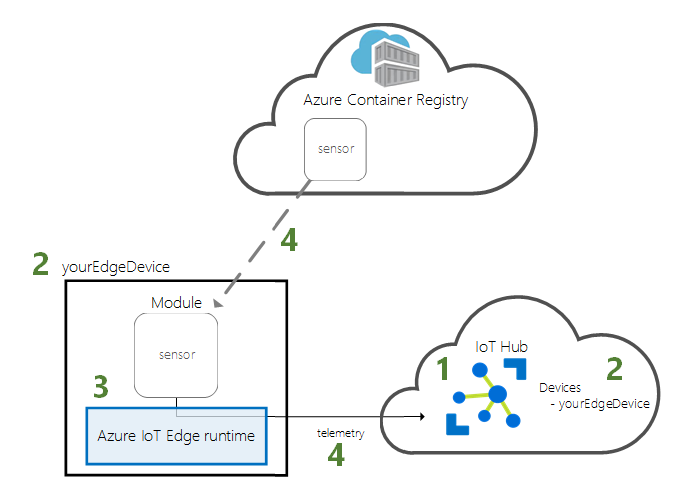 Azure Container Registry
sensor
4
2 yourEdgeDevice
Module
sensor
3
Azure IoT Edge runtime
telemetry
4
IoT Hub
1
2
Devices
- yourEdgeDevice